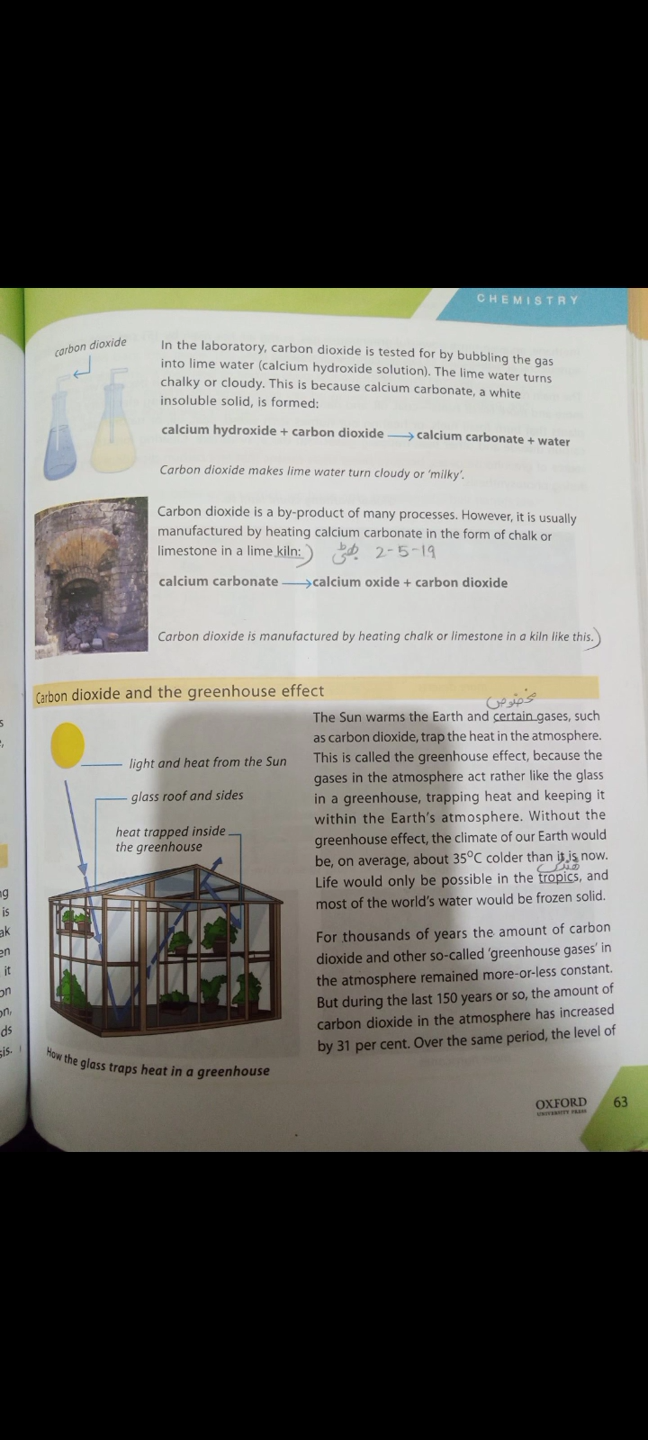 CHEMISTRY
carbon dioxide
In the laboratory, carbon dioxide is tested for by bubbling the gas
into lime water (calcium hydroxide solution). The lime water turns
chalky or cloudy. This is because calcium carbonate, a white
insoluble solid, is formed:
calcium hydroxide + carbon dioxide ⟶ calcium carbonate + water
Carbon dioxide makes lime water turn cloudy or ‘milky’.
Carbon dioxide is a by-product of many processes. However, it is usually
manufactured by heating calcium carbonate in the form of chalk or
limestone in a lime kiln:) بھٹی 2-5-19
calcium carbonate ⟶ calcium oxide + carbon dioxide
Carbon dioxide is manufactured by heating chalk or limestone in a kiln like this.)
Carbon dioxide and the greenhouse effect
light and heat from the Sun
glass roof and sides
heat trapped inside
the greenhouse
How the glass traps heat in a greenhouse
مخصوص
The Sun warms the Earth and certain gases, such
as carbon dioxide, trap the heat in the atmosphere.
This is called the greenhouse effect, because the
gases in the atmosphere act rather like the glass
in a greenhouse, trapping heat and keeping it
within the Earth’s atmosphere. Without the
greenhouse effect, the climate of our Earth would
be, on average, about 35°C colder than it is now.
Life would only be possible in the tropics, and
most of the world’s water would be frozen solid.
For thousands of years the amount of carbon
dioxide and other so-called ‘greenhouse gases’ in
the atmosphere remained more-or-less constant.
But during the last 150 years or so, the amount of
carbon dioxide in the atmosphere has increased
by 31 per cent. Over the same period, the level of
OXFORD
UNIVERSITY PRESS
63